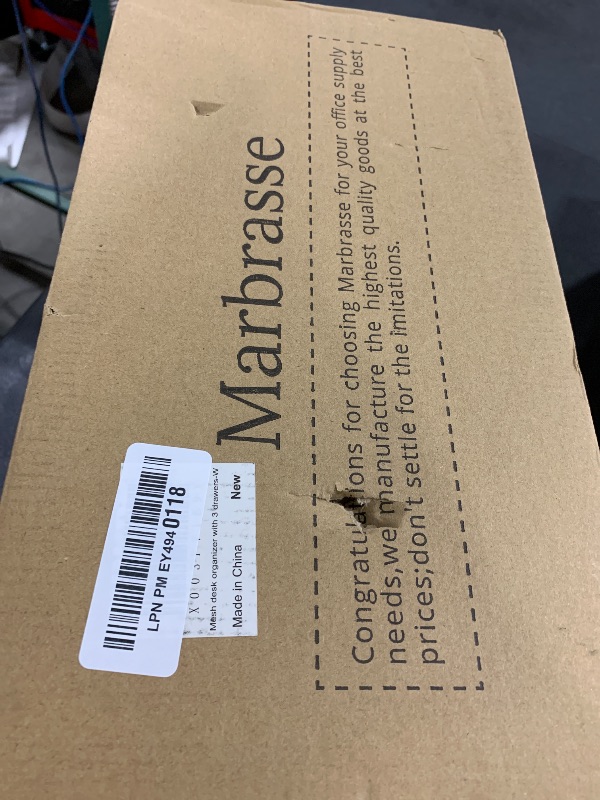 Marbrasse
Congratulations for choosing Marbrasse for your office supply
needs,we manufacture the highest quality goods at the best
prices;don't settle for the imitations.
LPN PM EY4940118
X0031
Mesh desk organizer with 3 drawers-W
New
Made in China